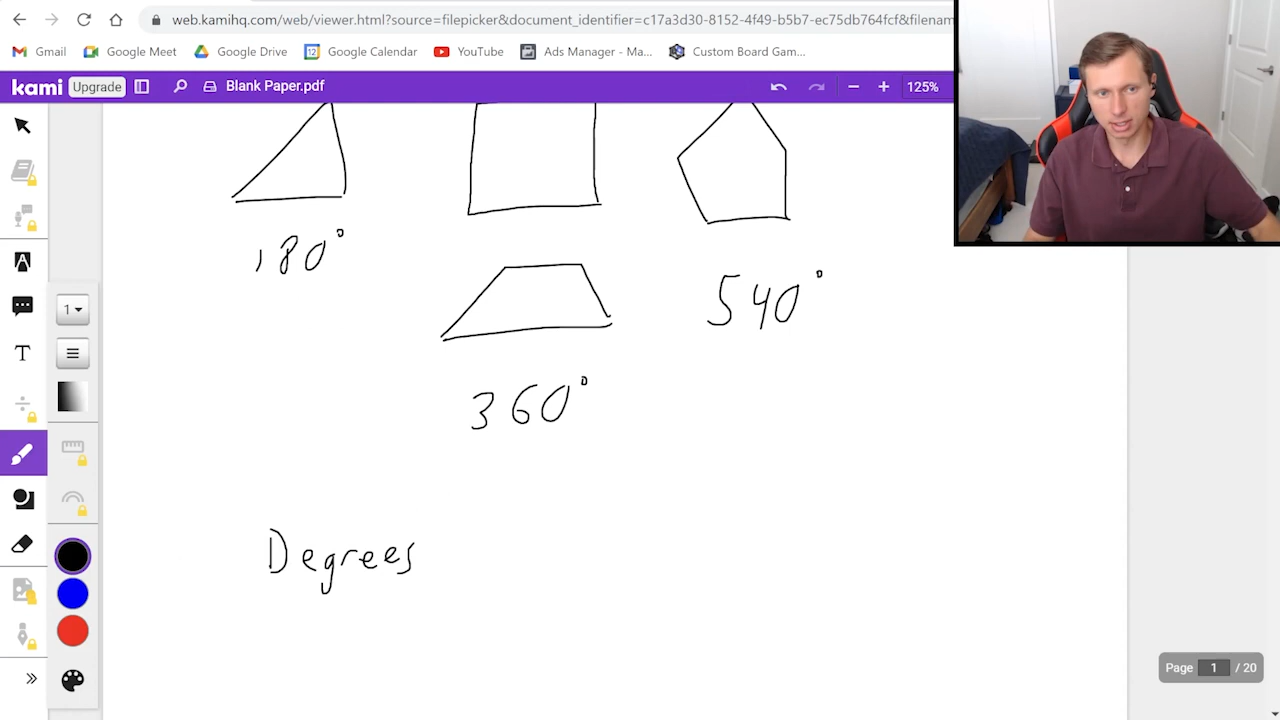 web.kamihq.com/web/viewer.html?source=filepicker&document_identifier=c17a3d30-8152-4f49-b5b7-ec75db764fcf&filenam
Gmail Google Meet Google Drive Google Calendar YouTube Ads Manager - Ma... Custom Board Gam...
kami Upgrade Blank Paper.pdf 125%
180°
540°
360°
Degrees
1
T
Page 1 / 20